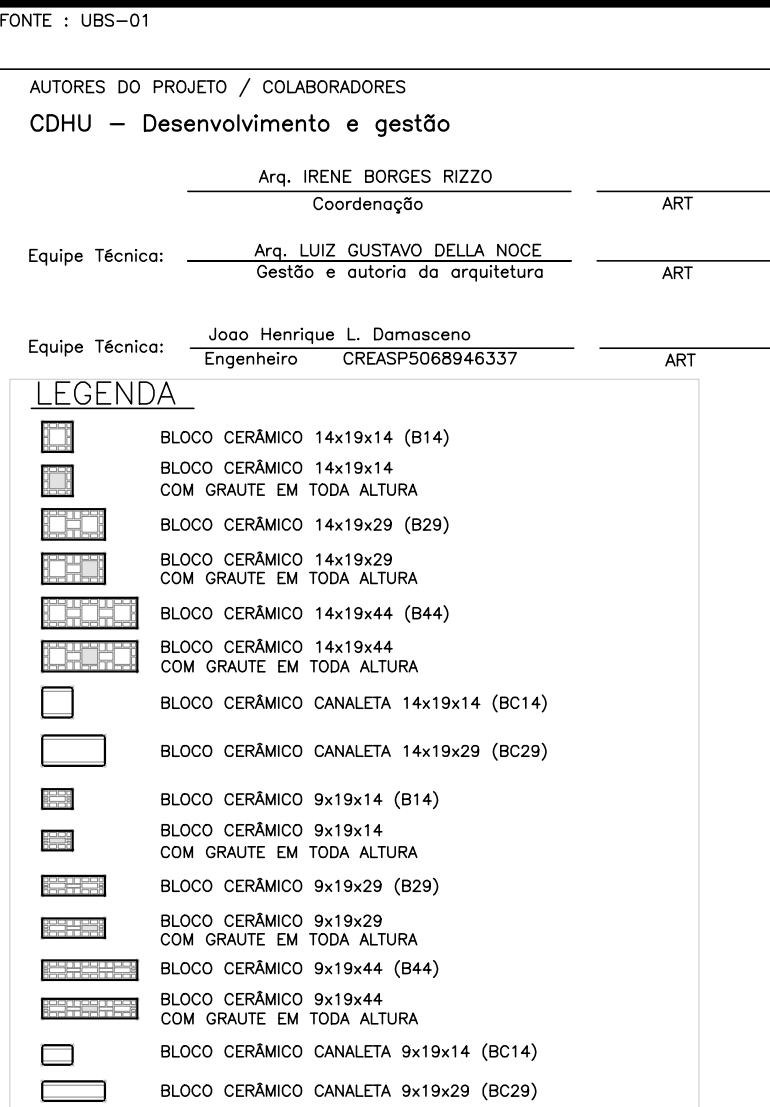 FONTE : UBS-01
AUTORES DO PROJETO / COLABORADORES
CDHU - Desenvolvimento e gestão
Arq. IRENE BORGES RIZZO
Coordenação ART
Equipe Técnica: Arq. LUIZ GUSTAVO DELLA NOCE
Gestão e autoria da arquitetura ART
Equipe Técnica: Joao Henrique L. Damasceno
Engenheiro CREASP5068946337 ART
LEGENDA
BLOCO CERÂMICO 14x19x14 (B14)
BLOCO CERÂMICO 14x19x14
COM GRAUTE EM TODA ALTURA
BLOCO CERÂMICO 14x19x29 (B29)
BLOCO CERÂMICO 14x19x29
COM GRAUTE EM TODA ALTURA
BLOCO CERÂMICO 14x19x44 (B44)
BLOCO CERÂMICO 14x19x44
COM GRAUTE EM TODA ALTURA
BLOCO CERÂMICO CANALETA 14x19x14 (BC14)
BLOCO CERÂMICO CANALETA 14x19x29 (BC29)
BLOCO CERÂMICO 9x19x14 (B14)
BLOCO CERÂMICO 9x19x14
COM GRAUTE EM TODA ALTURA
BLOCO CERÂMICO 9x19x29 (B29)
BLOCO CERÂMICO 9x19x29
COM GRAUTE EM TODA ALTURA
BLOCO CERÂMICO 9x19x44 (B44)
BLOCO CERÂMICO 9x19x44
COM GRAUTE EM TODA ALTURA
BLOCO CERÂMICO CANALETA 9x19x14 (BC14)
BLOCO CERÂMICO CANALETA 9x19x29 (BC29)